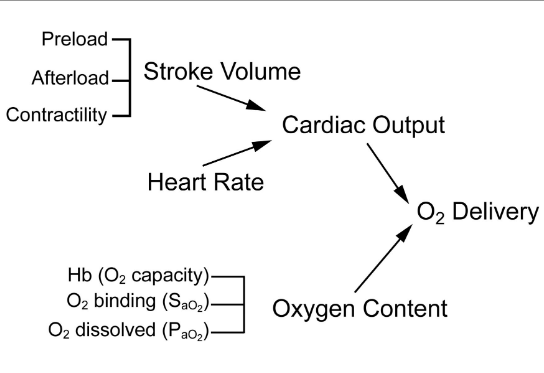 Preload
Afterload
Contractility
Stroke Volume
Cardiac Output
Heart Rate
O₂ Delivery
Hb (O₂ capacity)
O₂ binding (SaO₂)
O₂ dissolved (PaO₂)
Oxygen Content